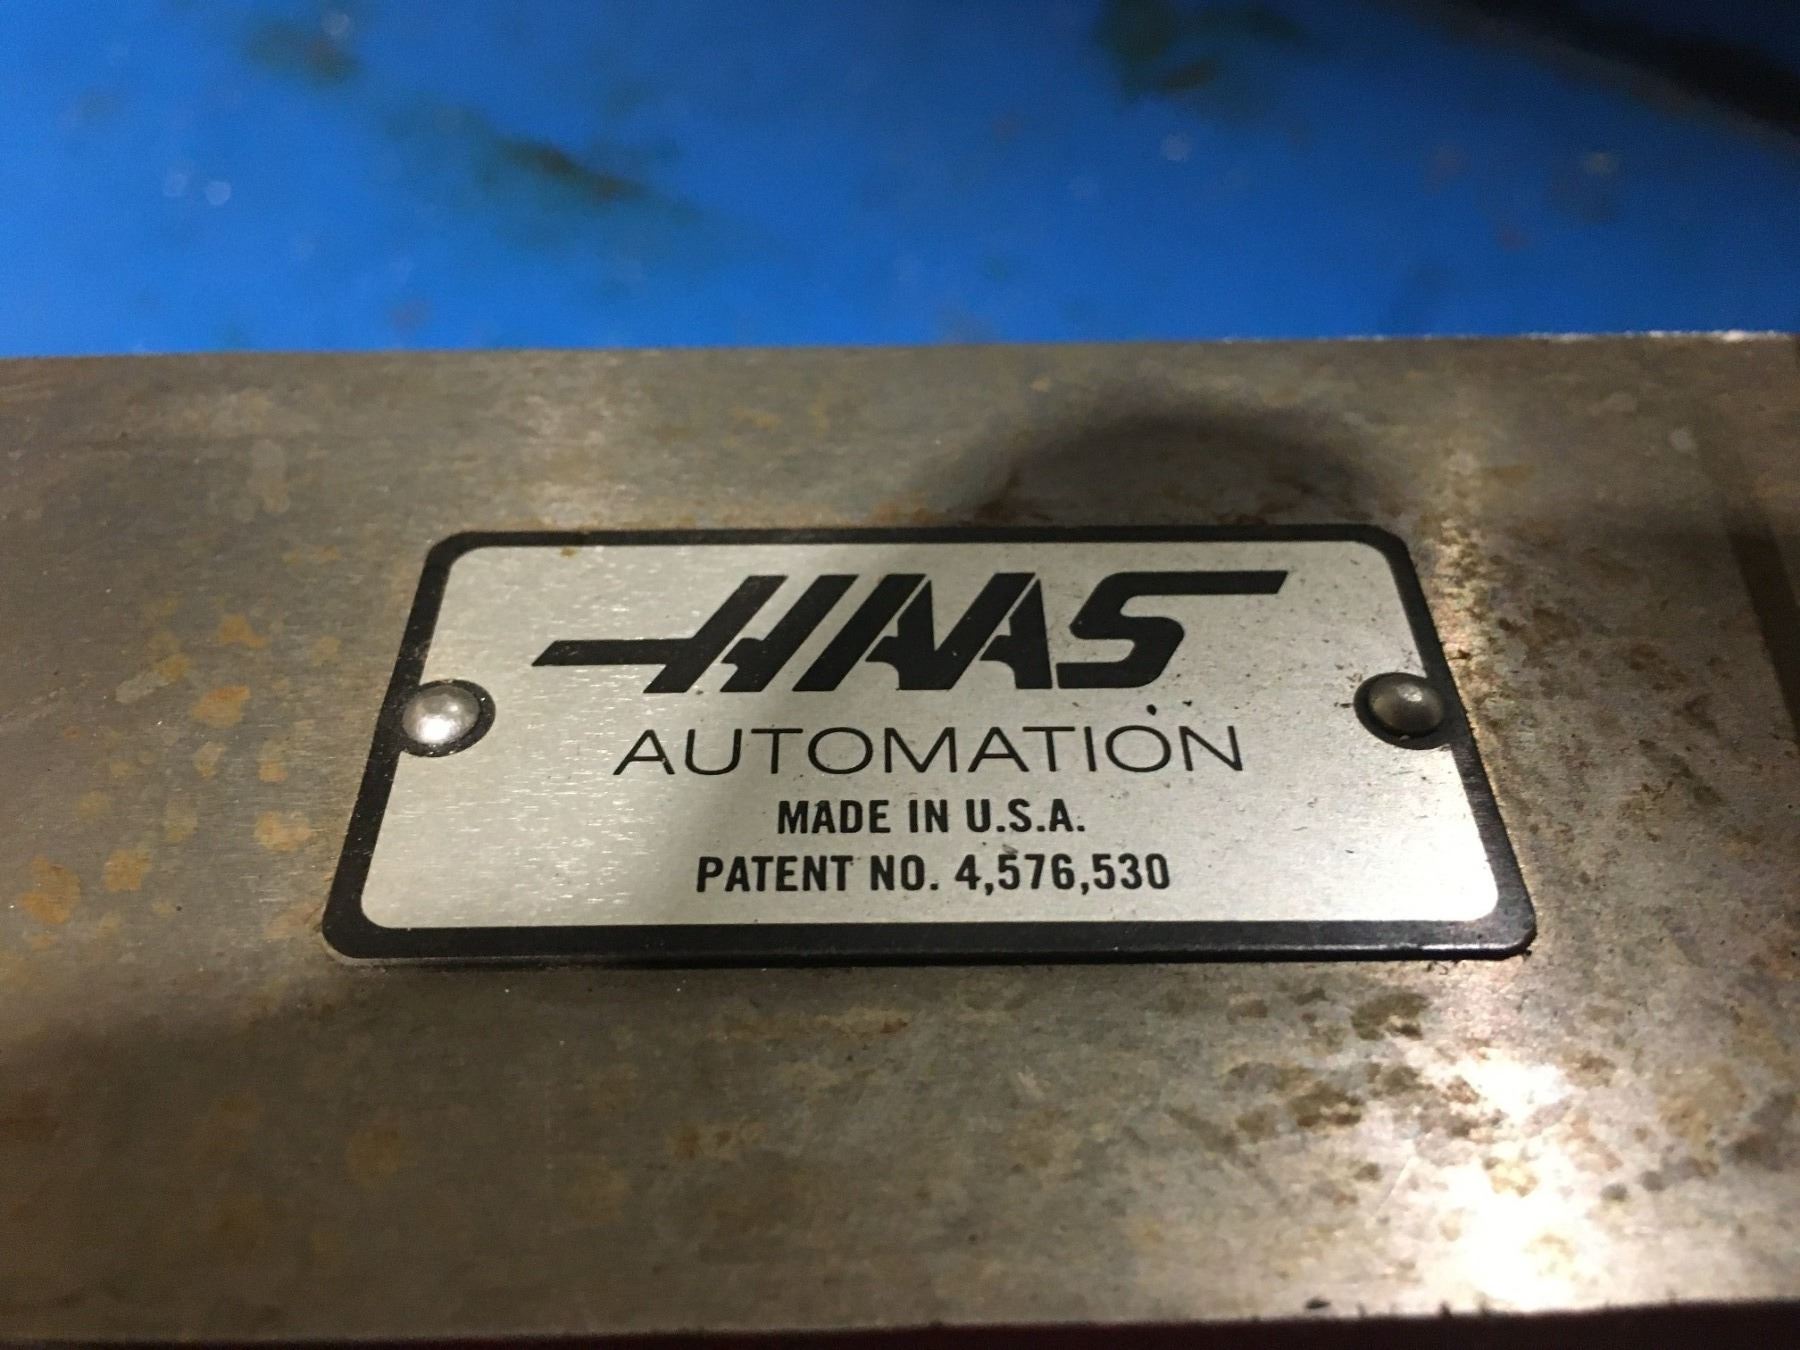 HAAS
AUTOMATION
MADE IN U.S.A.
PATENT NO. 4,576,530